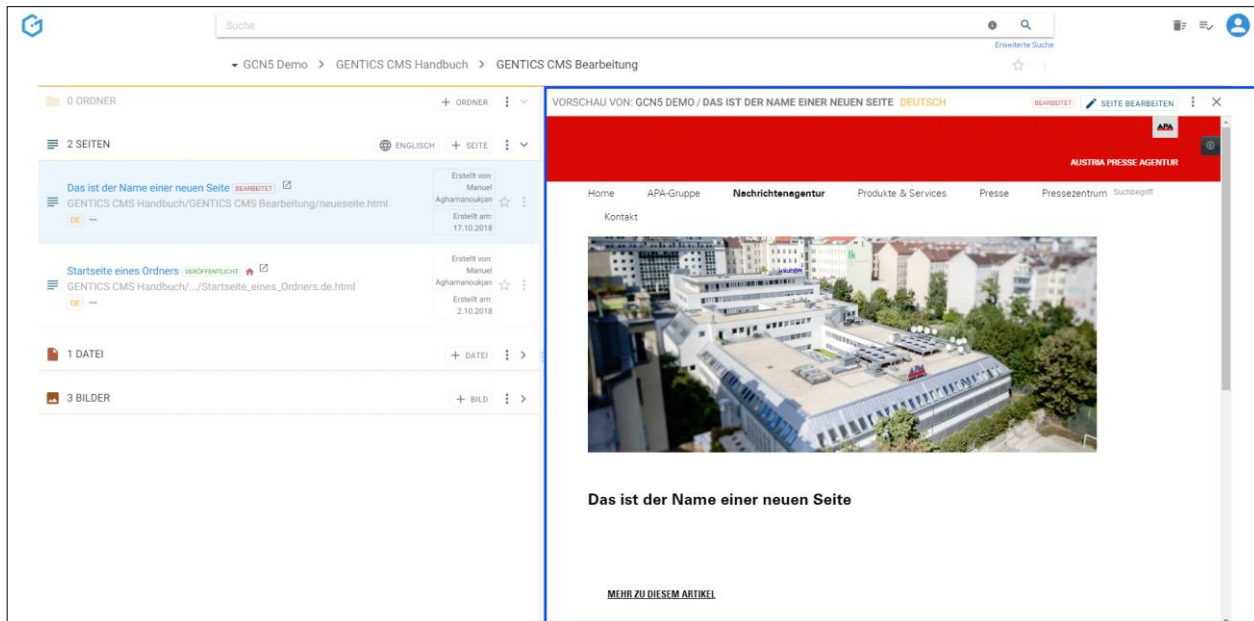 Suche
Erweiterte Suche
GCN5 Demo > GENTICS CMS Handbuch > GENTICS CMS Bearbeitung
0 ORDNER + ORDNER
2 SEITEN ENGLISCH + SEITE
Das ist der Name einer neuen Seite BEARBEITET
GENTICS CMS Handbuch/GENTICS CMS Bearbeitung/neueseite.html
DE
Erstellt von:
Manuel
Aghamanoukjan
Erstellt am:
17.10.2018
Startseite eines Ordners VERÖFFENTLICHT
GENTICS CMS Handbuch/.../Startseite_eines_Ordners.de.html
DE
Erstellt von:
Manuel
Aghamanoukjan
Erstellt am:
2.10.2018
1 DATEI + DATEI
3 BILDER + BILD
VORSCHAU VON: GCN5 DEMO / DAS IST DER NAME EINER NEUEN SEITE DEUTSCH BEARBEITET SEITE BEARBEITEN
APA
AUSTRIA PRESSE AGENTUR
Home APA-Gruppe Nachrichtenagentur Produkte & Services Presse Pressezentrum Suchbegriff
Kontakt
APA
Das ist der Name einer neuen Seite
MEHR ZU DIESEM ARTIKEL